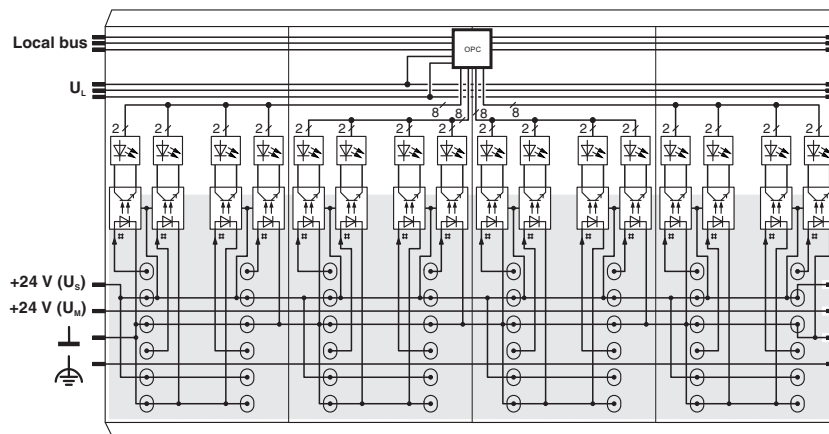 Local bus
OPC
U_L
8 8 8 8
2 2 2 2 2 2 2 2 2 2 2 2 2 2 2 2
# # # # # # # # # # # # # # # #
+24 V (U_S)
+24 V (U_M)